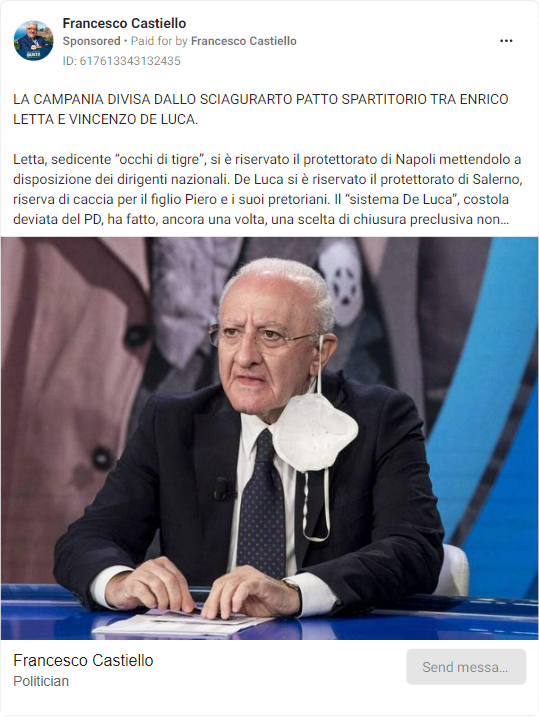 Francesco Castiello
Sponsored • Paid for by Francesco Castiello
ID: 617613343132435
LA CAMPANIA DIVISA DALLO SCIAGURARTO PATTO SPARTITORIO TRA ENRICO
LETTA E VINCENZO DE LUCA.
Letta, sedicente “occhi di tigre”, si è riservato il protettorato di Napoli mettendolo a
disposizione dei dirigenti nazionali. De Luca si è riservato il protettorato di Salerno,
riserva di caccia per il figlio Piero e i suoi pretoriani. Il “sistema De Luca”, costola
deviata del PD, ha fatto, ancora una volta, una scelta di chiusura preclusiva non...
Francesco Castiello
Politician
Send messa...